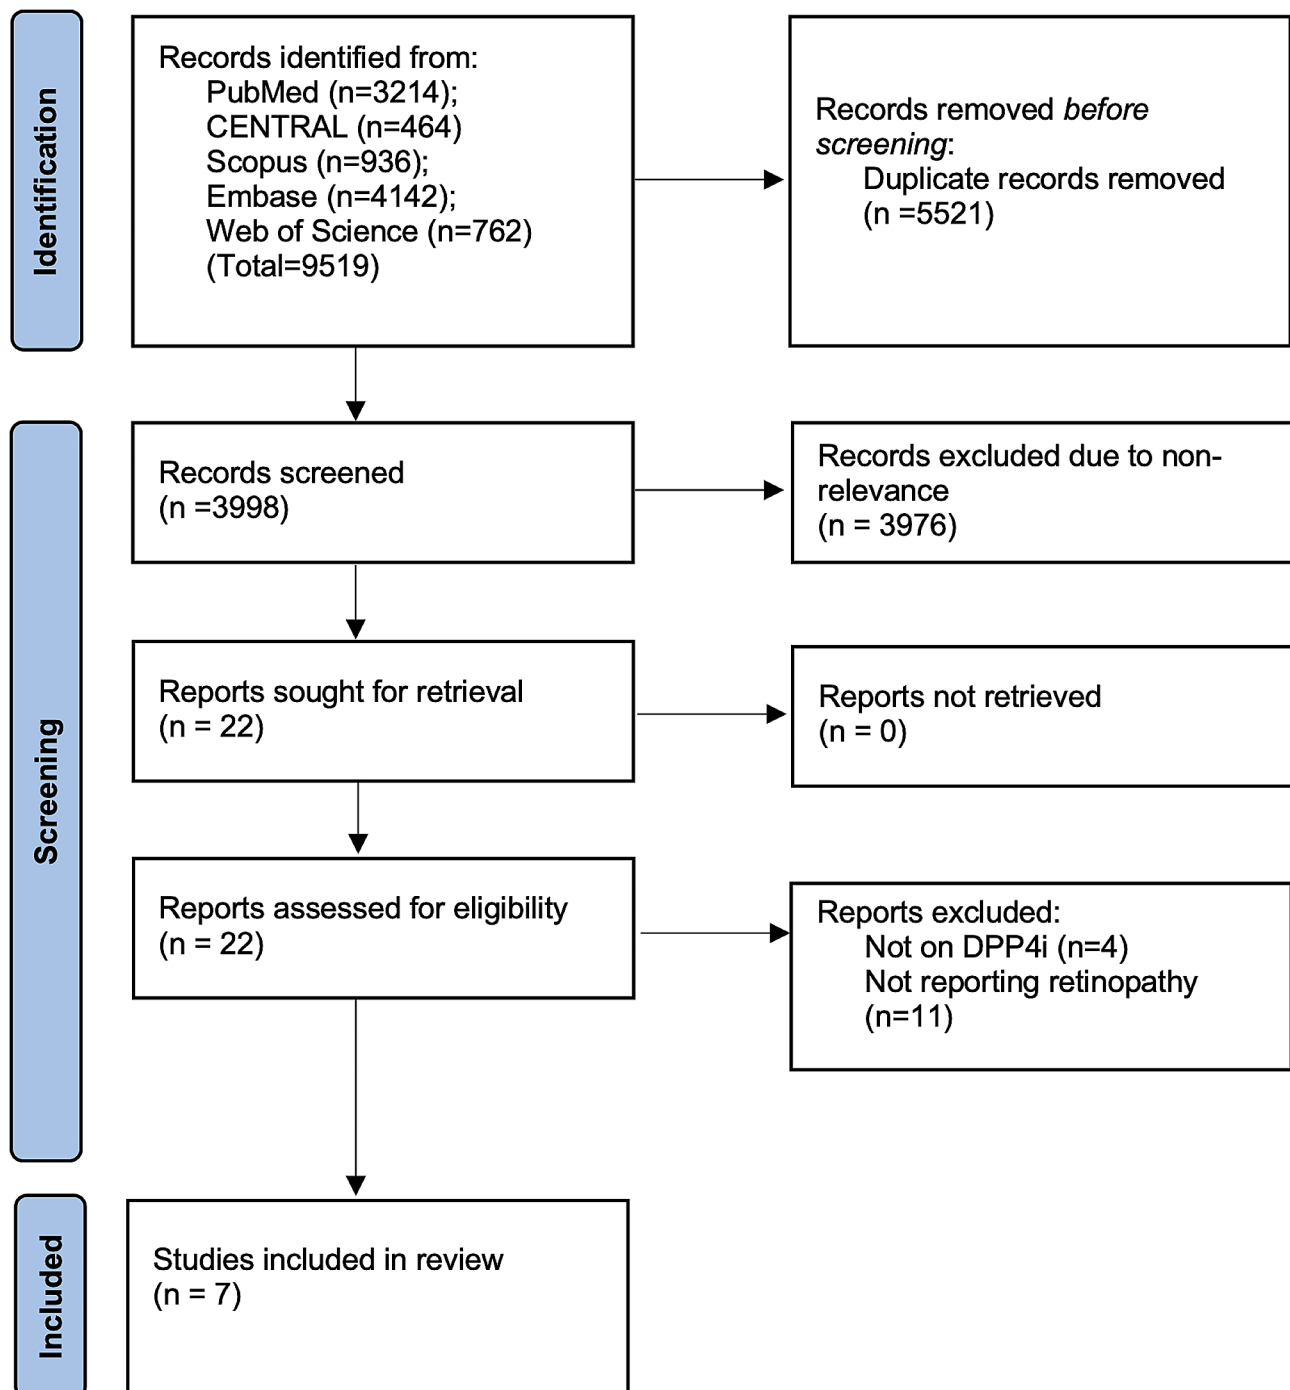 Identification
Records identified from:
PubMed (n=3214);
CENTRAL (n=464)
Scopus (n=936);
Embase (n=4142);
Web of Science (n=762)
(Total=9519)
Records removed before
screening:
Duplicate records removed
(n =5521)
Screening
Records screened
(n =3998)
Records excluded due to non-
relevance
(n = 3976)
Reports sought for retrieval
(n = 22)
Reports not retrieved
(n = 0)
Reports assessed for eligibility
(n = 22)
Reports excluded:
Not on DPP4i (n=4)
Not reporting retinopathy
(n=11)
Included
Studies included in review
(n = 7)